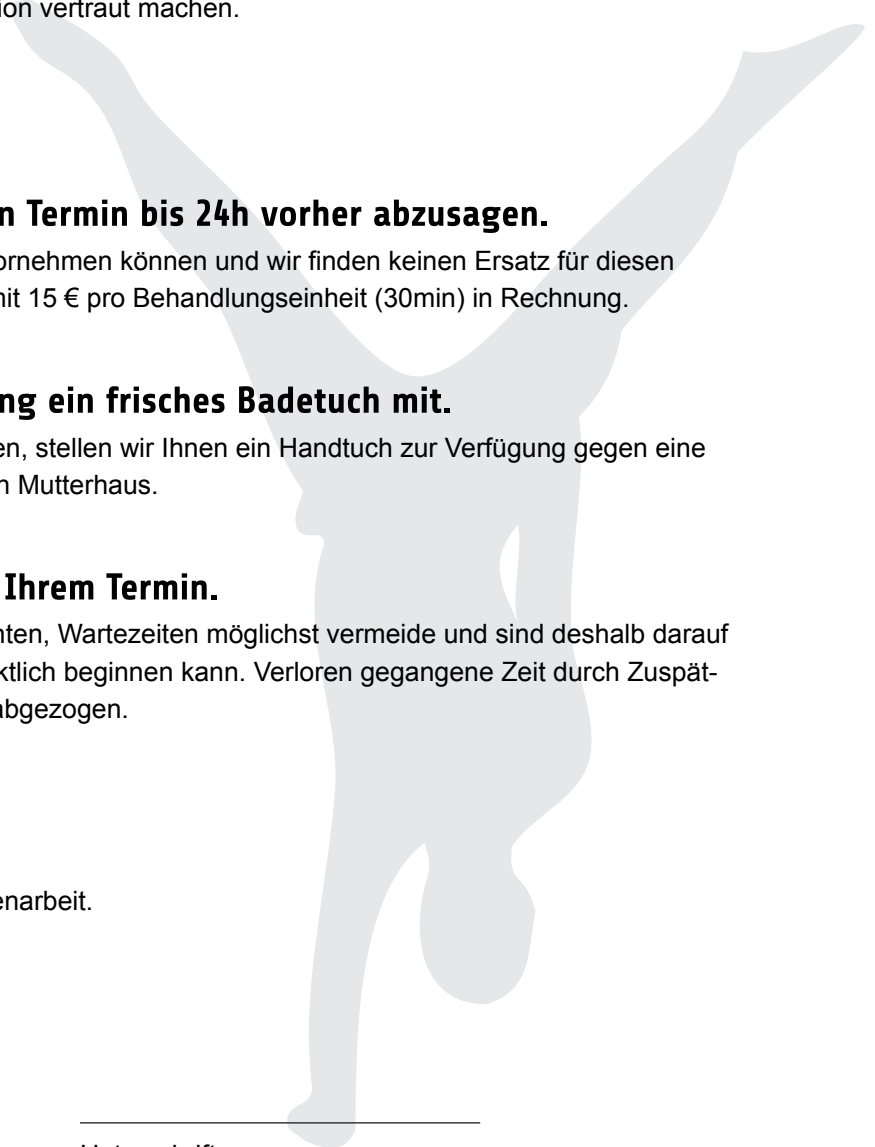 ion vertraut machen.
n Termin bis 24h vorher abzusagen.
ornehmen können und wir finden keinen Ersatz für diesen
mit 15 € pro Behandlungseinheit (30min) in Rechnung.
ng ein frisches Badetuch mit.
en, stellen wir Ihnen ein Handtuch zur Verfügung gegen eine
n Mutterhaus.
Ihrem Termin.
nten, Wartezeiten möglichst vermeide und sind deshalb darauf
ktlich beginnen kann. Verloren gegangene Zeit durch Zuspät-
abgezogen.
enarbeit.